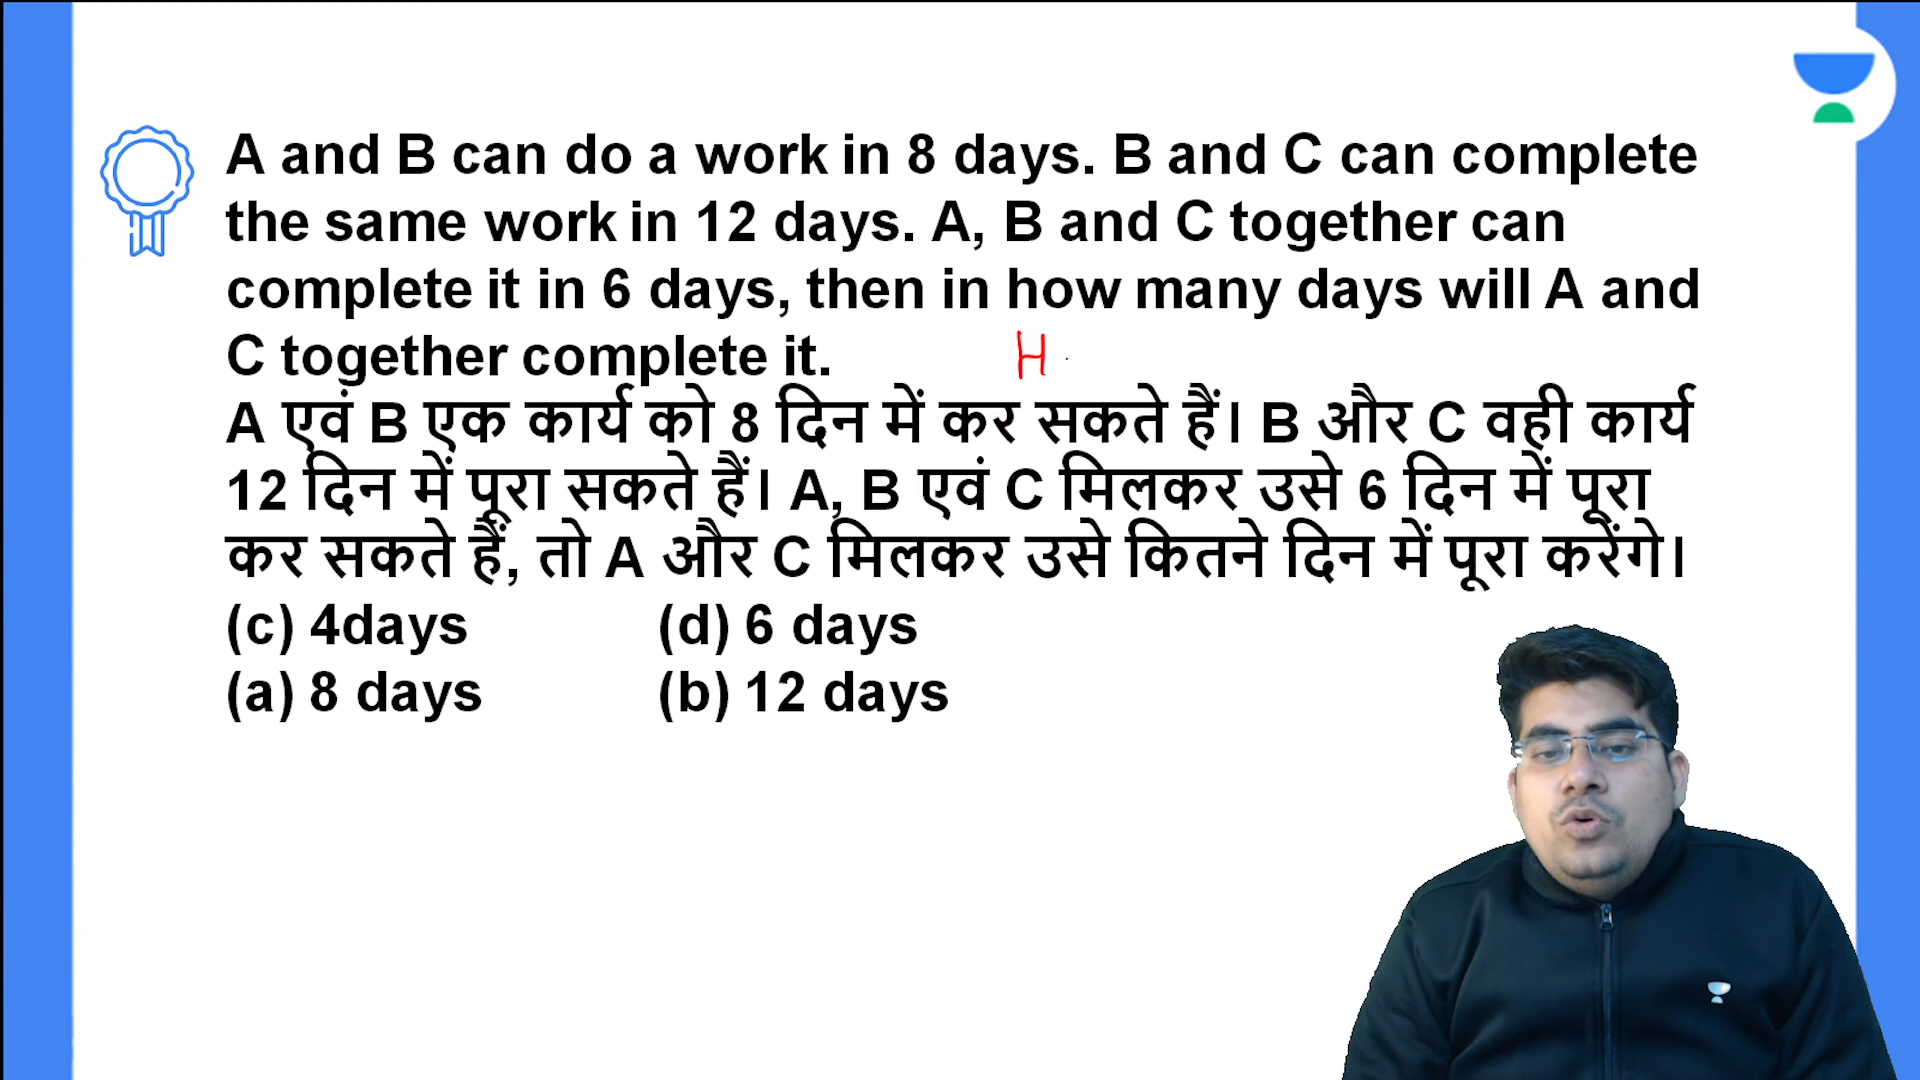 A and B can do a work in 8 days. B and C can complete
the same work in 12 days. A, B and C together can
complete it in 6 days, then in how many days will A and
C together complete it.
H
A एवं B एक कार्य को 8 दिन में कर सकते हैं। B और C वही कार्य
12 दिन में पूरा सकते हैं। A, B एवं C मिलकर उसे 6 दिन में पूरा
कर सकते हैं, तो A और C मिलकर उसे कितने दिन में पूरा करेंगे।
(c) 4days (d) 6 days
(a) 8 days (b) 12 days